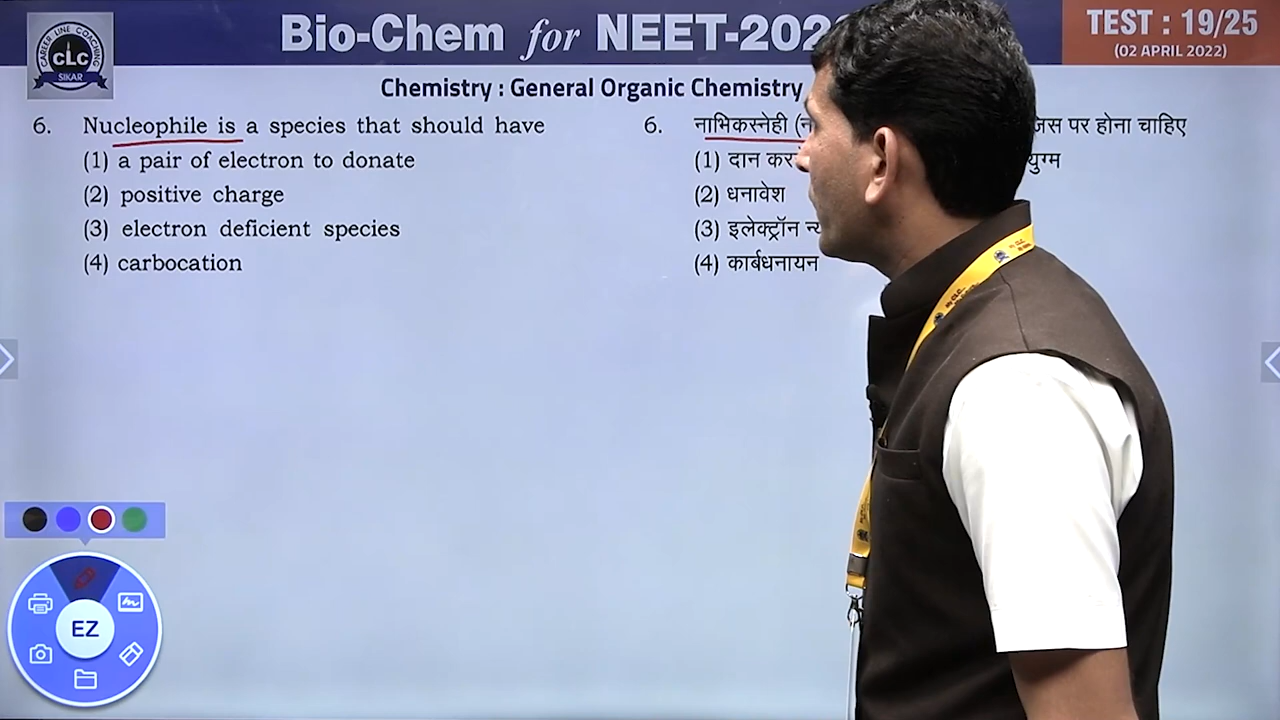 Bio-Chem for NEET-202
TEST : 19/25
(02 APRIL 2022)
CAREER LINE COACHING
CLC
SIKAR
Chemistry : General Organic Chemistry
6. Nucleophile is a species that should have
(1) a pair of electron to donate
(2) positive charge
(3) electron deficient species
(4) carbocation
6. नाभिकस्नेही जिस पर होना चाहिए
(1) दान युग्म
(2) धनावेश
(3) इलेक्ट्रॉन
(4) कार्बधनायन
EZ